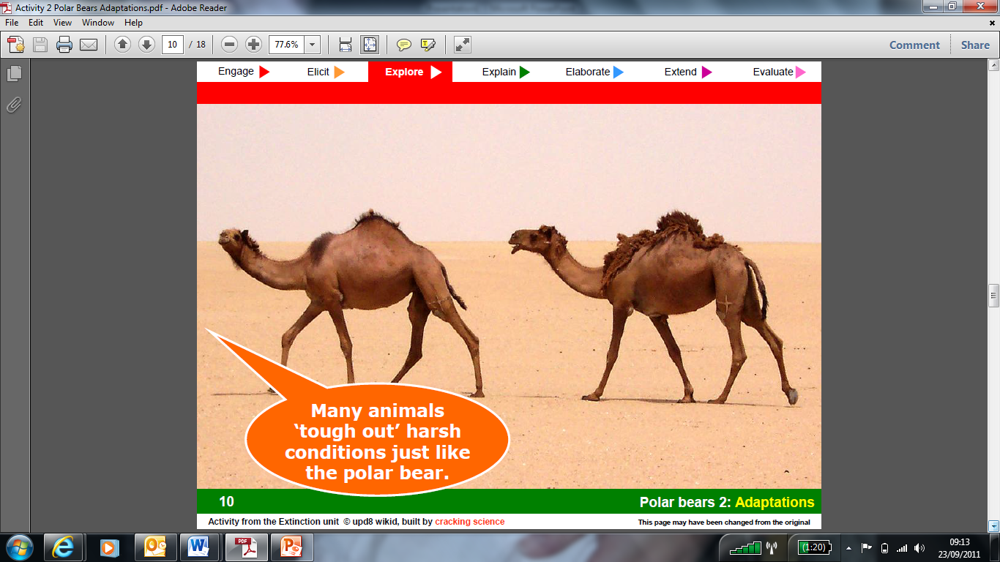 Activity 2 Polar Bears Adaptations.pdf - Adobe Reader
File Edit View Window Help
10 / 18 77.6% Comment Share
Engage Elicit Explore Explain Elaborate Extend Evaluate
Many animals
‘tough out’ harsh
conditions just like
the polar bear.
10 Polar bears 2: Adaptations
Activity from the Extinction unit © upd8 wikid, built by cracking science This page may have been changed from the original
PDF
(1:20)
09:13
23/09/2011